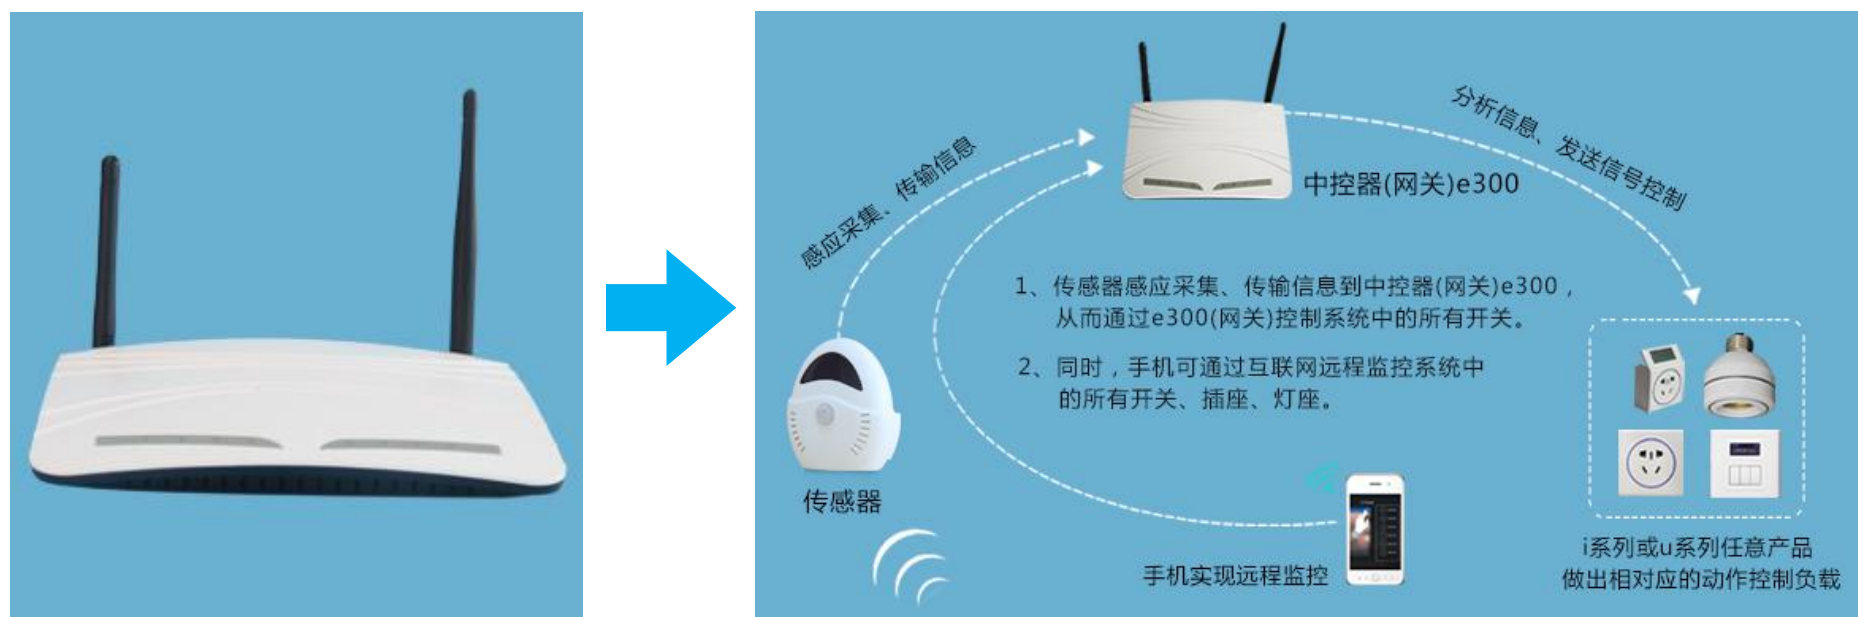 感应采集、传输信息
分析信息、发送信号控制
中控器(网关)e300
1、传感器感应采集、传输信息到中控器(网关)e300，
从而通过e300(网关)控制系统中的所有开关。
2、同时，手机可通过互联网远程监控系统中
的所有开关、插座、灯座。
传感器
手机实现远程监控
i系列或u系列任意产品
做出相对应的动作控制负载